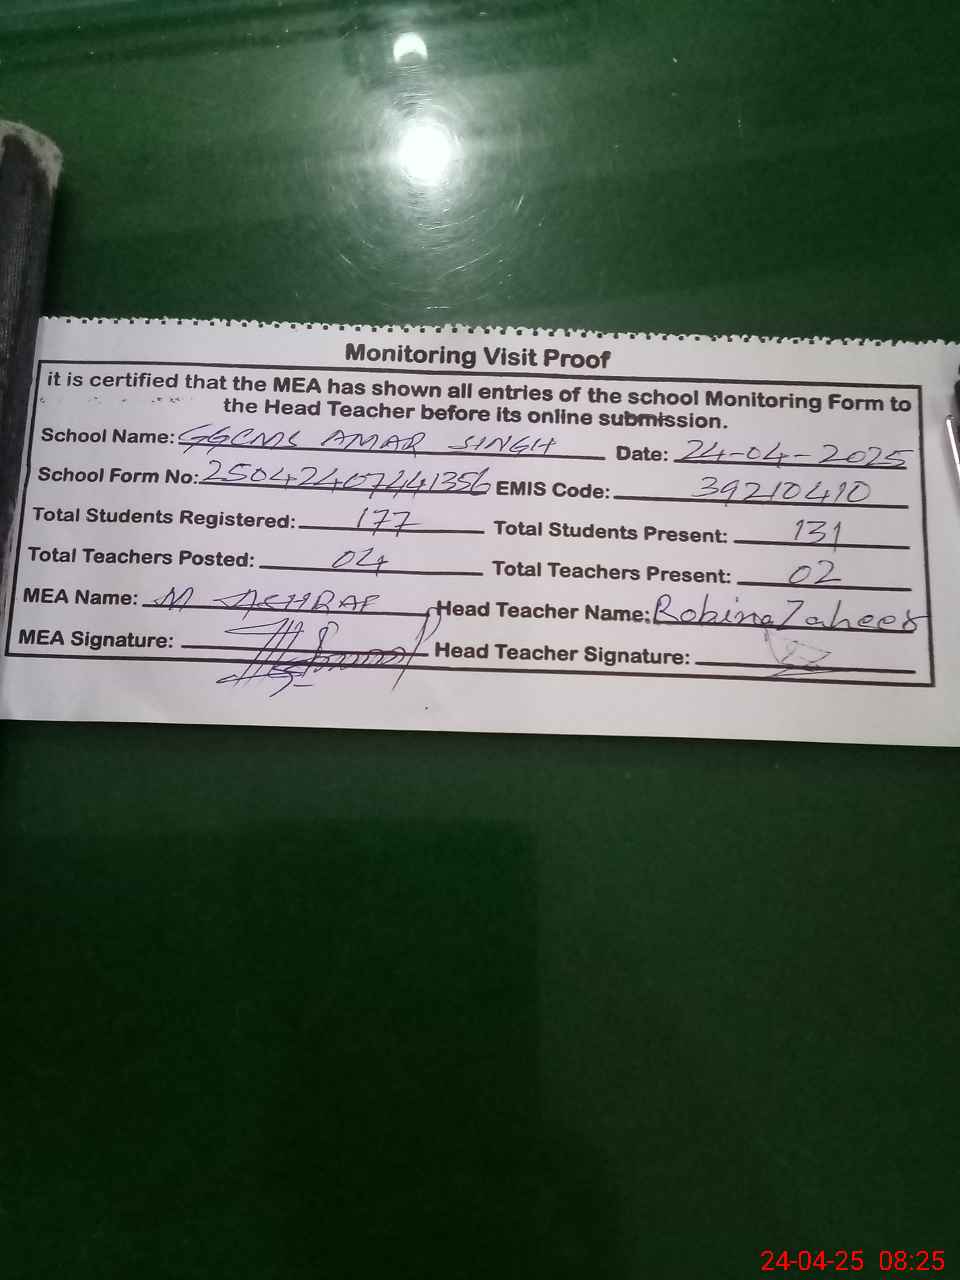 Monitoring Visit Proof
it is certified that the MEA has shown all entries of the school Monitoring Form to
the Head Teacher before its online submission.
School Name: GGCMS AMAR SINGH Date: 24-04-2025
School Form No: 25042407441356 EMIS Code: 39210410
Total Students Registered: 177 Total Students Present: 131
Total Teachers Posted: 04 Total Teachers Present: 02
MEA Name: M ASHRAF Head Teacher Name: Robina Zaheer
MEA Signature: Head Teacher Signature:
24-04-25 08:25